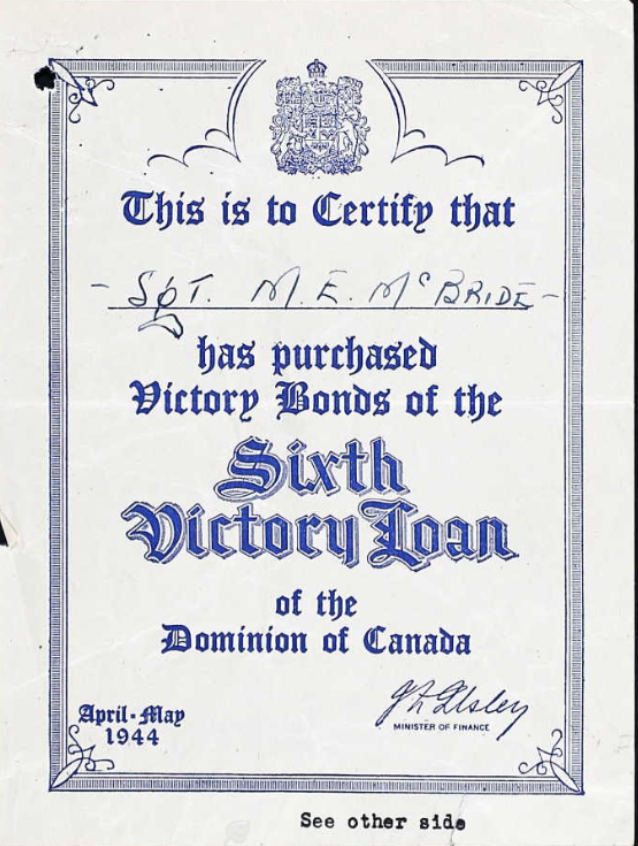 This is to Certify that
- Sgt. M. E. McBride -
has purchased
Victory Bonds of the
Sixth
Victory Loan
of the
Dominion of Canada
April-May
1944
J L Ilsley
MINISTER OF FINANCE
See other side